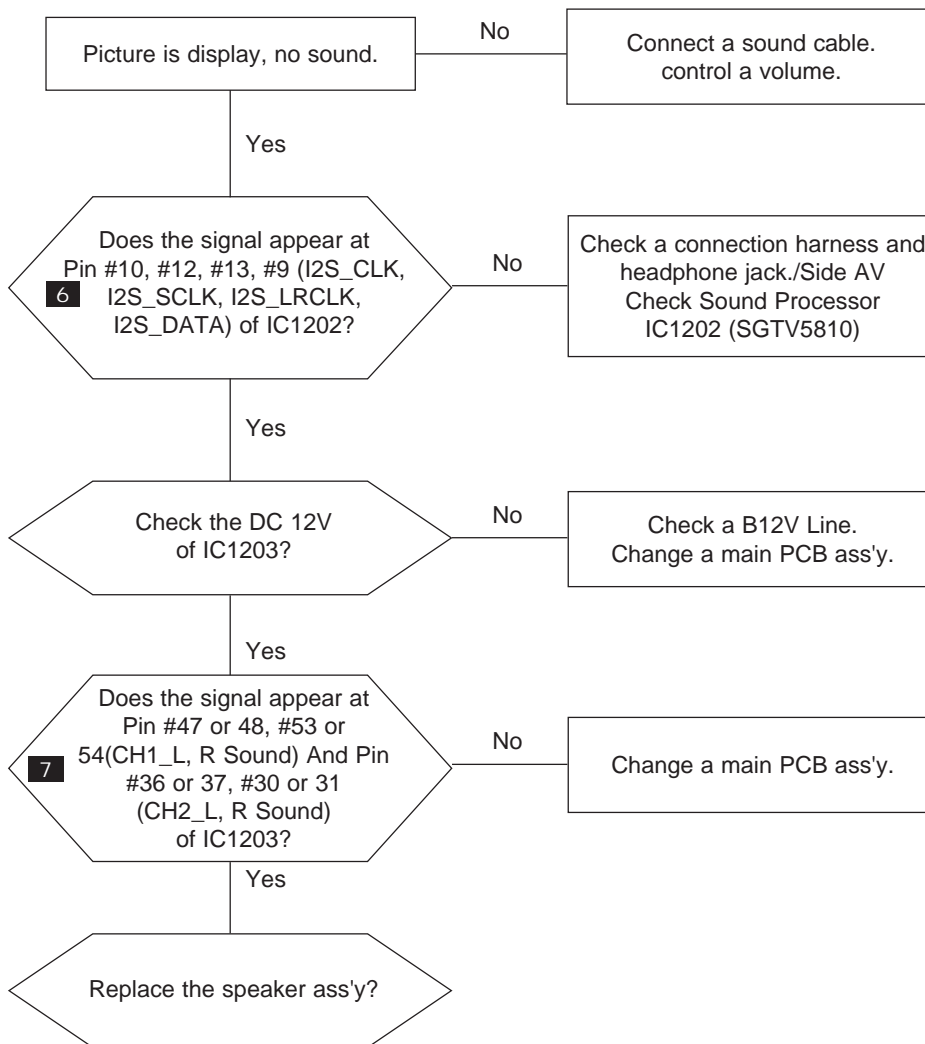 Picture is display, no sound.
No
Connect a sound cable.
control a volume.
Yes
Does the signal appear at
Pin #10, #12, #13, #9 (I2S_CLK,
6
I2S_SCLK, I2S_LRCLK,
I2S_DATA) of IC1202?
No
Check a connection harness and
headphone jack./Side AV
Check Sound Processor
IC1202 (SGTV5810)
Yes
Check the DC 12V
of IC1203?
No
Check a B12V Line.
Change a main PCB ass'y.
Yes
Does the signal appear at
Pin #47 or 48, #53 or
54(CH1_L, R Sound) And Pin
7
#36 or 37, #30 or 31
(CH2_L, R Sound)
of IC1203?
No
Change a main PCB ass'y.
Yes
Replace the speaker ass'y?